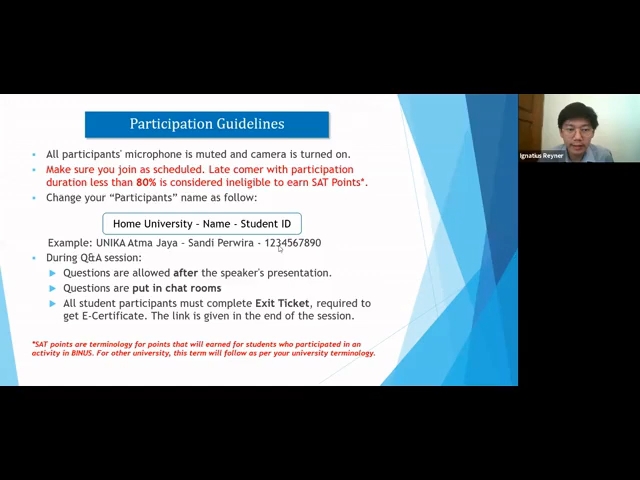 Participation Guidelines
All participants' microphone is muted and camera is turned on.
Make sure you join as scheduled. Late comer with participation
duration less than 80% is considered ineligible to earn SAT Points*.
Change your "Participants" name as follow:
Home University - Name - Student ID
Example: UNIKA Atma Jaya - Sandi Perwira - 1234567890
During Q&A session:
Questions are allowed after the speaker's presentation.
Questions are put in chat rooms
All student participants must complete Exit Ticket, required to
get E-Certificate. The link is given in the end of the session.
*SAT points are terminology for points that will earned for students who participated in an
activity in BINUS. For other university, this term will follow as per your university terminology.
Ignatius Reyner